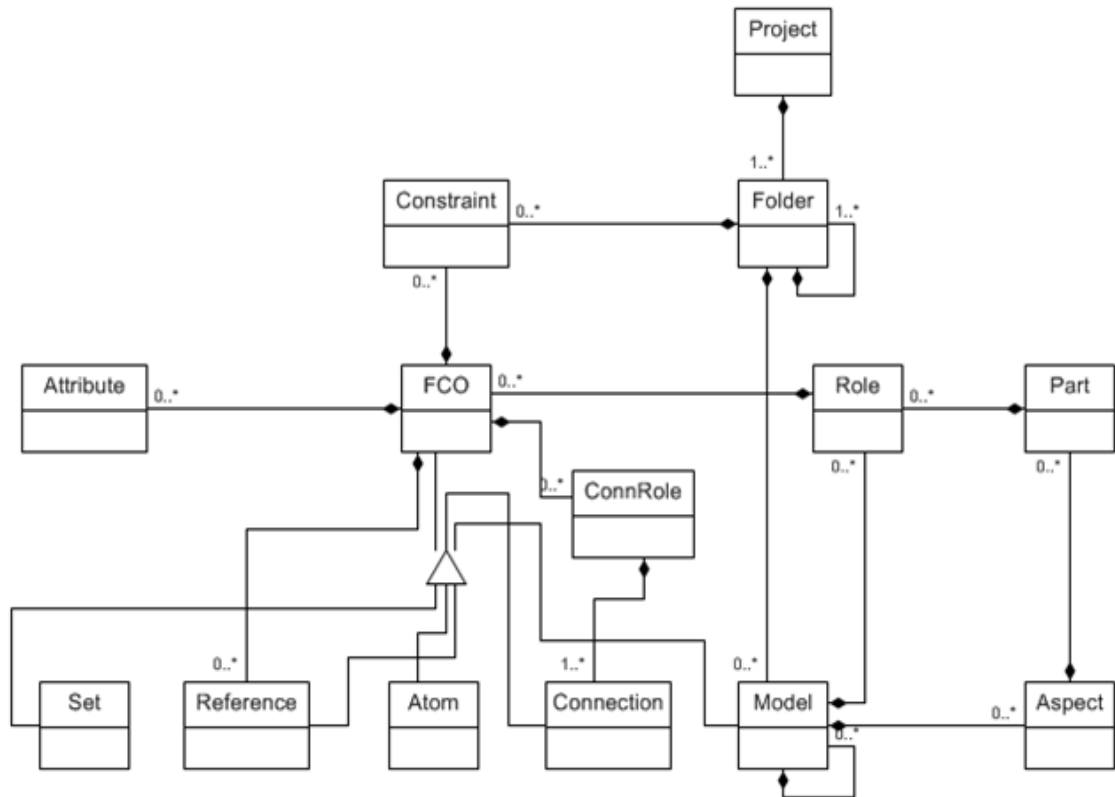 Project
1..*
Constraint
0..*
Folder
1..*
0..*
Attribute
0..*
FCO
0..*
Role
0..*
Part
0..*
ConnRole
0..*
0..*
0..*
1..*
0..*
Set
Reference
Atom
Connection
Model
0..*
Aspect
0..*